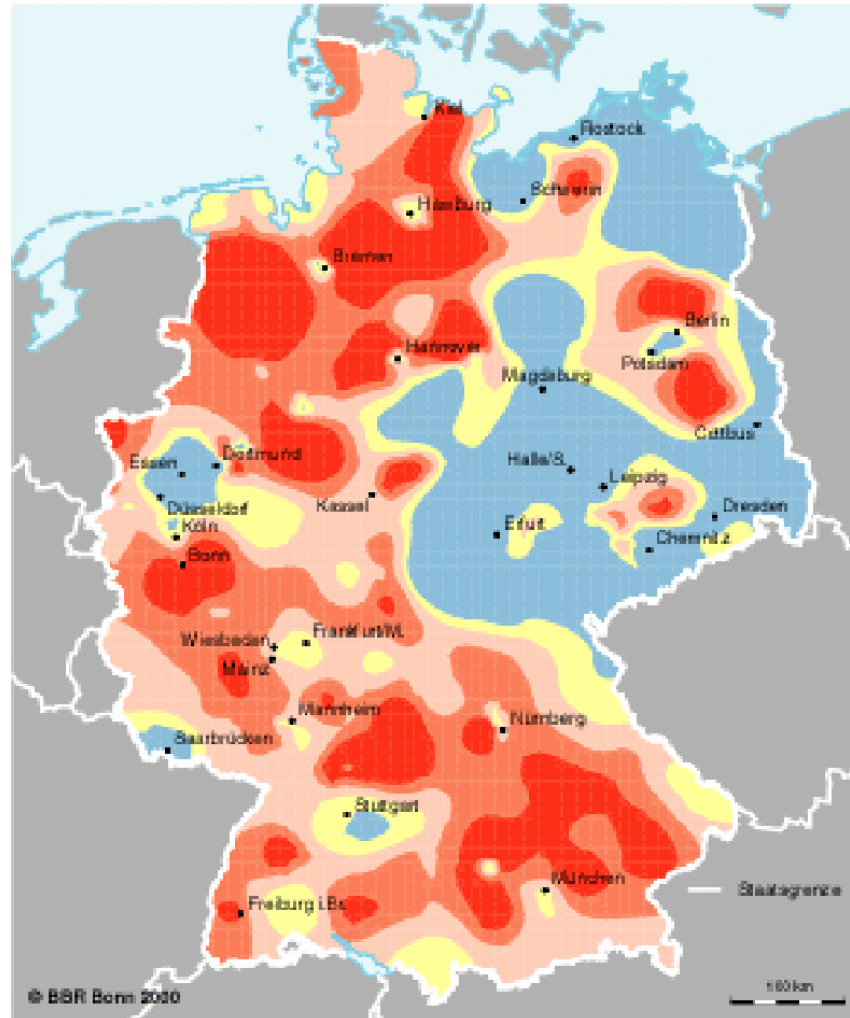 Kiel
Rostock
Schwerin
Hamburg
Bremen
Berlin
Hannover
Potsdam
Magdeburg
Cottbus
Dortmund
Essen
Halle/S.
Leipzig
Kassel
Düsseldorf
Dresden
Köln
Erfurt
Chemnitz
Bonn
Wiesbaden
Frankfurt/M.
Mainz
Mannheim
Nürnberg
Saarbrücken
Stuttgart
München
Staatsgrenze
Freiburg i.Br.
© BBR Bonn 2000
100 km